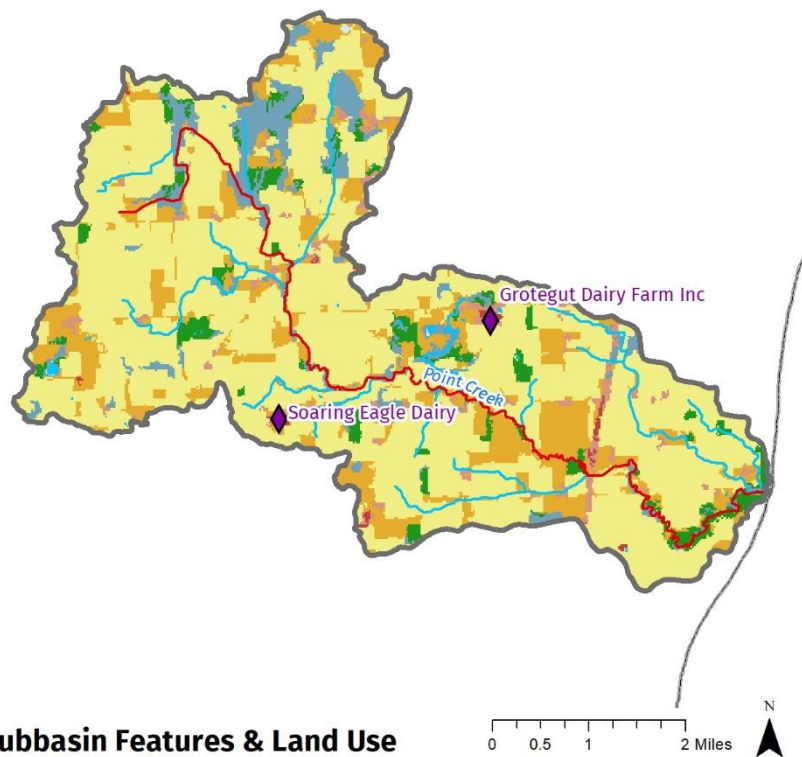 Grotegut Dairy Farm Inc
Point Creek
Soaring Eagle Dairy
ubbasin Features & Land Use
0 0.5 1 2 Miles
N